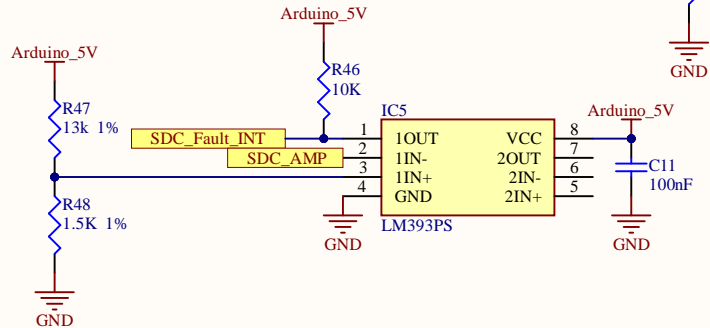 Arduino_5V
Arduino_5V
GND
R46
10K
R47
13k 1%
IC5
Arduino_5V
SDC_Fault_INT
1
1OUT
VCC
8
SDC_AMP
2
1IN-
2OUT
7
3
1IN+
2IN-
6
4
GND
2IN+
5
C11
100nF
R48
1.5K 1%
LM393PS
GND
GND
GND